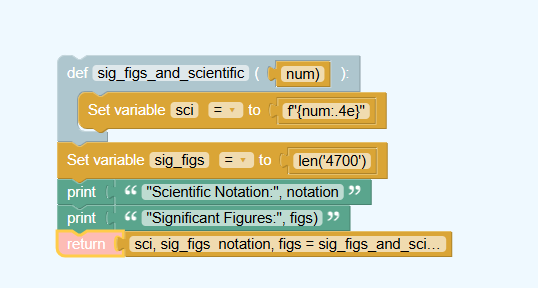 def sig_figs_and_scientific ( num) ):
Set variable sci = to f"{num:.4e}"
Set variable sig_figs = to len('4700')
print “ "Scientific Notation:", notation ”
print “ "Significant Figures:", figs) ”
return sci, sig_figs notation, figs = sig_figs_and_sci...